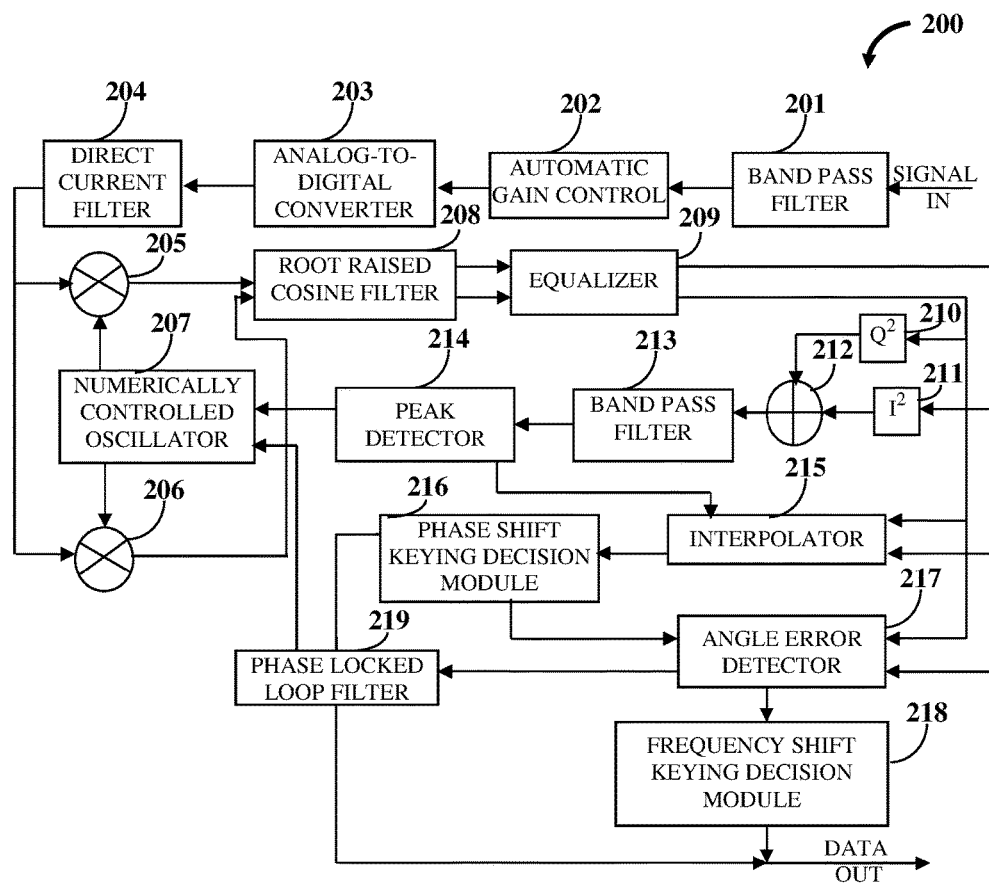 200
204
203
202
201
DIRECT
CURRENT
FILTER
ANALOG-TO-
DIGITAL
CONVERTER
AUTOMATIC
GAIN CONTROL
BAND PASS
FILTER
SIGNAL
IN
205
208
209
ROOT RAISED
COSINE FILTER
EQUALIZER
207
214
213
212
210
Q²
211
I²
NUMERICALLY
CONTROLLED
OSCILLATOR
PEAK
DETECTOR
BAND PASS
FILTER
206
216
215
PHASE SHIFT
KEYING DECISION
MODULE
INTERPOLATOR
219
217
PHASE LOCKED
LOOP FILTER
ANGLE ERROR
DETECTOR
218
FREQUENCY SHIFT
KEYING DECISION
MODULE
DATA
OUT